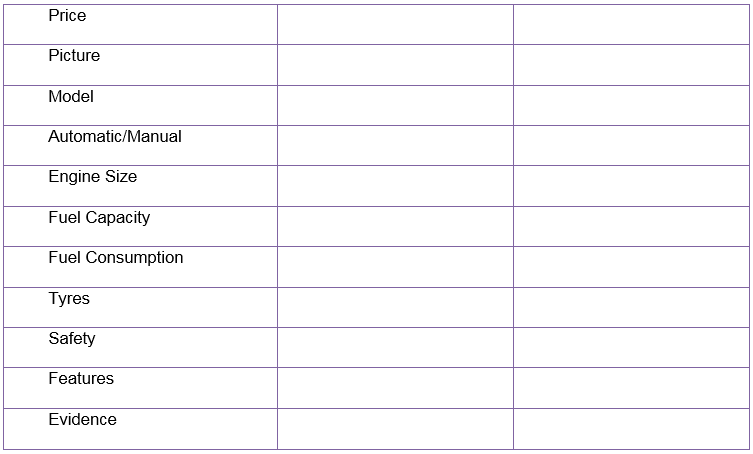 Price
Picture
Model
Automatic/Manual
Engine Size
Fuel Capacity
Fuel Consumption
Tyres
Safety
Features
Evidence